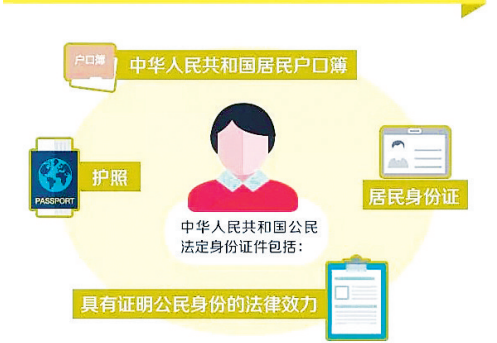 户口簿
中华人民共和国居民户口簿
护照
PASSPORT
居民身份证
中华人民共和国公民
法定身份证件包括：
具有证明公民身份的法律效力